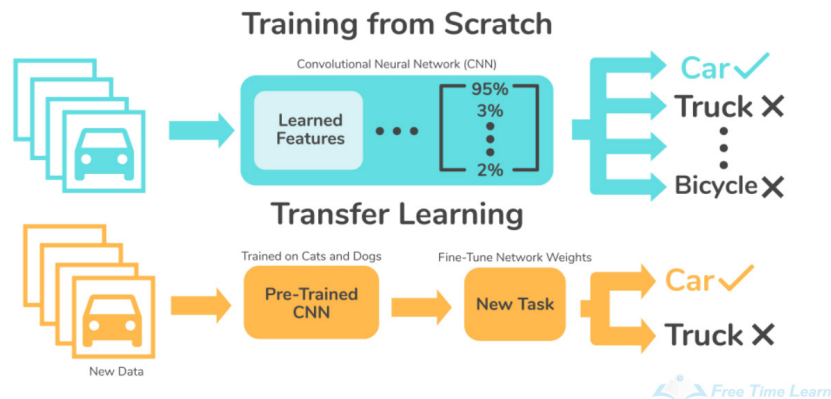 Training from Scratch
Convolutional Neural Network (CNN)
Learned
Features
95%
3%
2%
Car
Truck
Bicycle
Transfer Learning
Trained on Cats and Dogs
Fine-Tune Network Weights
Pre-Trained
CNN
New Task
Car
Truck
New Data
Free Time Learn